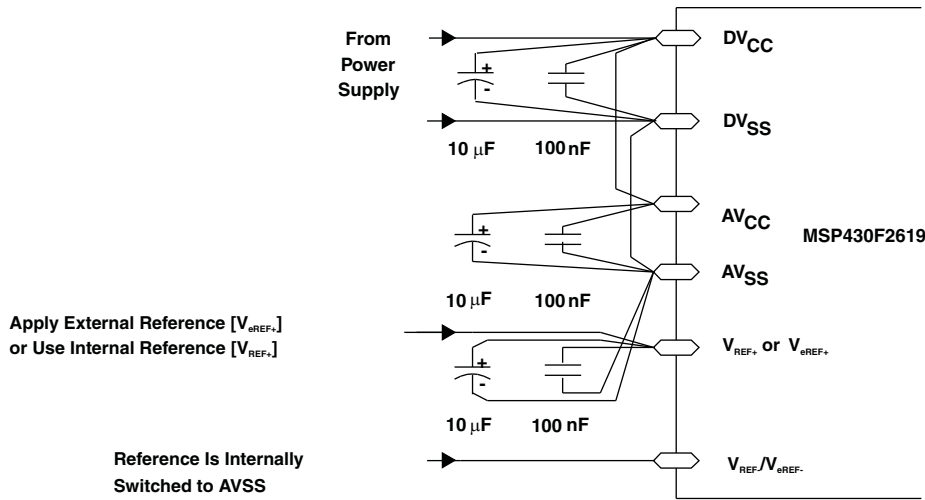 From
Power
Supply
+
-
10 μF
100 nF
DVCC
DVSS
+
-
10 μF
100 nF
AVCC
AVSS
MSP430F2619
Apply External Reference [VeREF+]
or Use Internal Reference [VREF+]
+
-
10 μF
100 nF
VREF+ or VeREF+
Reference Is Internally
Switched to AVSS
VREF-/VeREF-